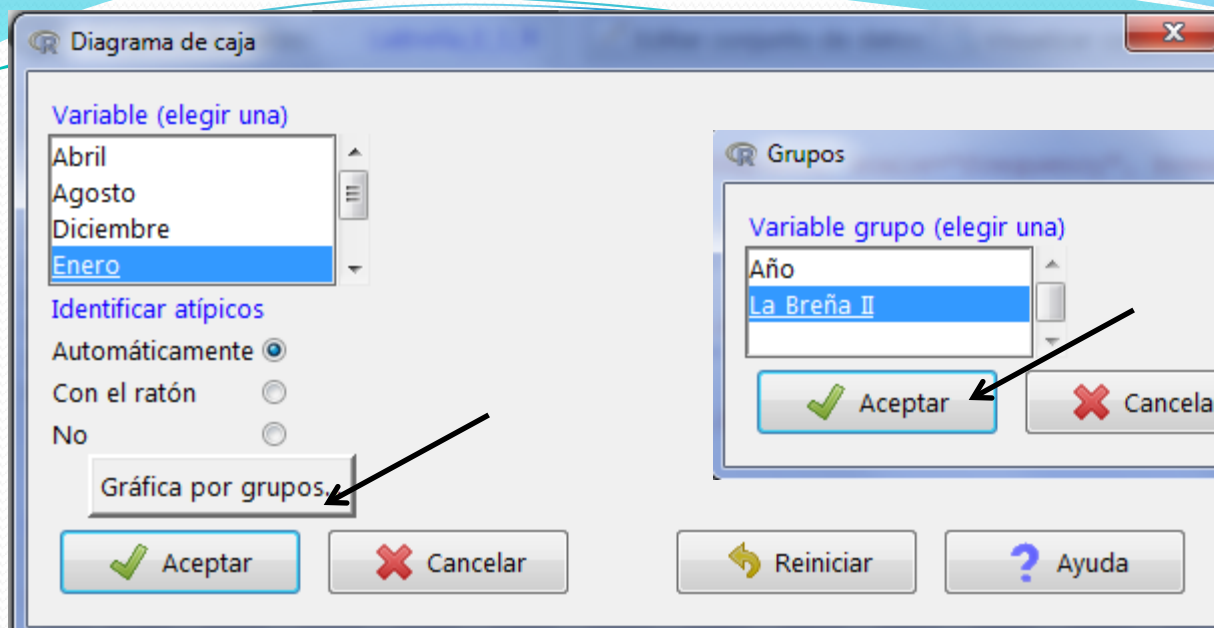 Diagrama de caja
Variable (elegir una)
Abril
Agosto
Diciembre
Enero
Identificar atípicos
Automáticamente
Con el ratón
No
Gráfica por grupos.
Aceptar
Cancelar
Reiniciar
Ayuda
Grupos
Variable grupo (elegir una)
Año
La Breña II
Aceptar
Cancela